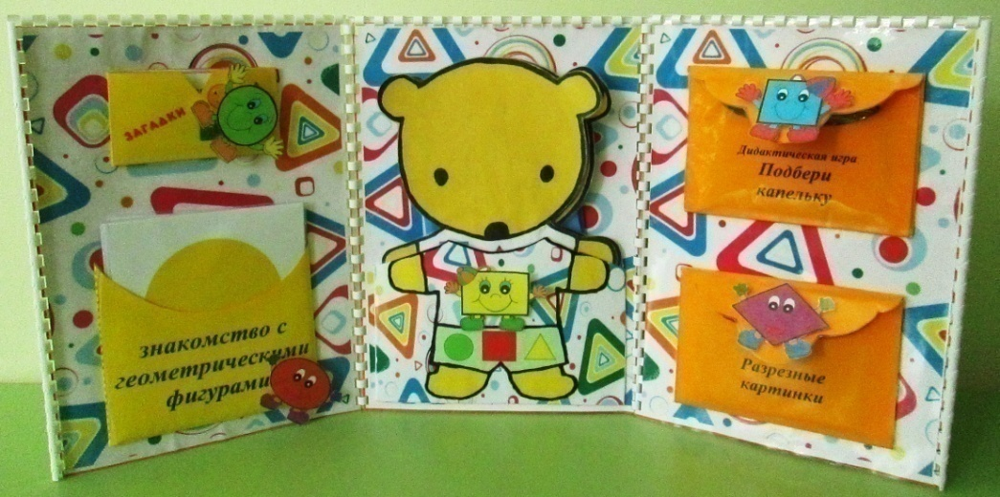 ЗАГАДКИ
знакомство с
геометрическими
фигурами
Дидактическая игра
Подбери
капельку
Разрезные
картинки